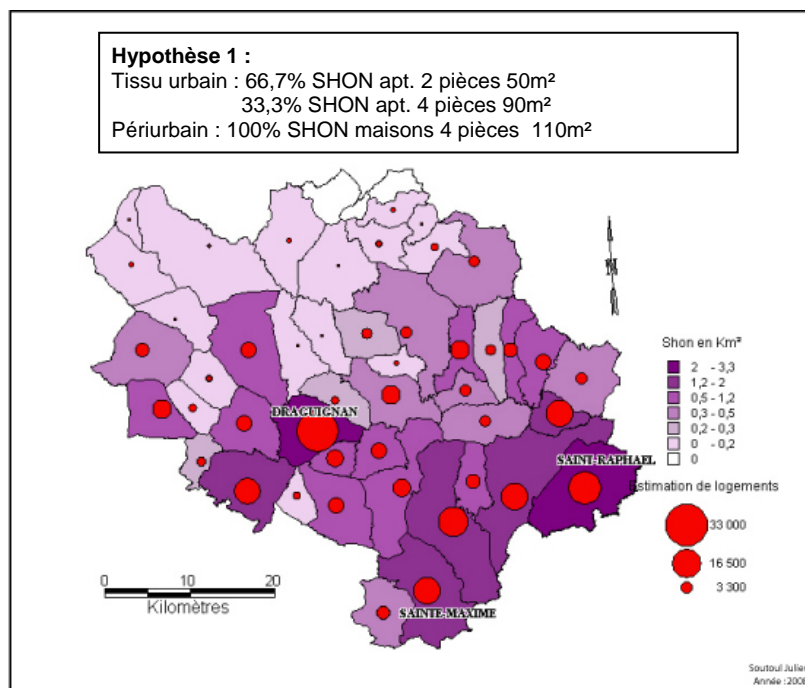 Hypothèse 1 :
Tissu urbain : 66,7% SHON apt. 2 pièces 50m²
33,3% SHON apt. 4 pièces 90m²
Périurbain : 100% SHON maisons 4 pièces 110m²
N
Shon en Km²
2 - 3,3
1,2 - 2
0,5 - 1,2
0,3 - 0,5
0,2 - 0,3
0 - 0,2
0
DRAGUIGNAN
SAINT-RAPHAEL
Estimation de logements
33 000
16 500
3 300
0 10 20
Kilomètres
SAINTE-MAXIME
Soutoul Julien
Année :